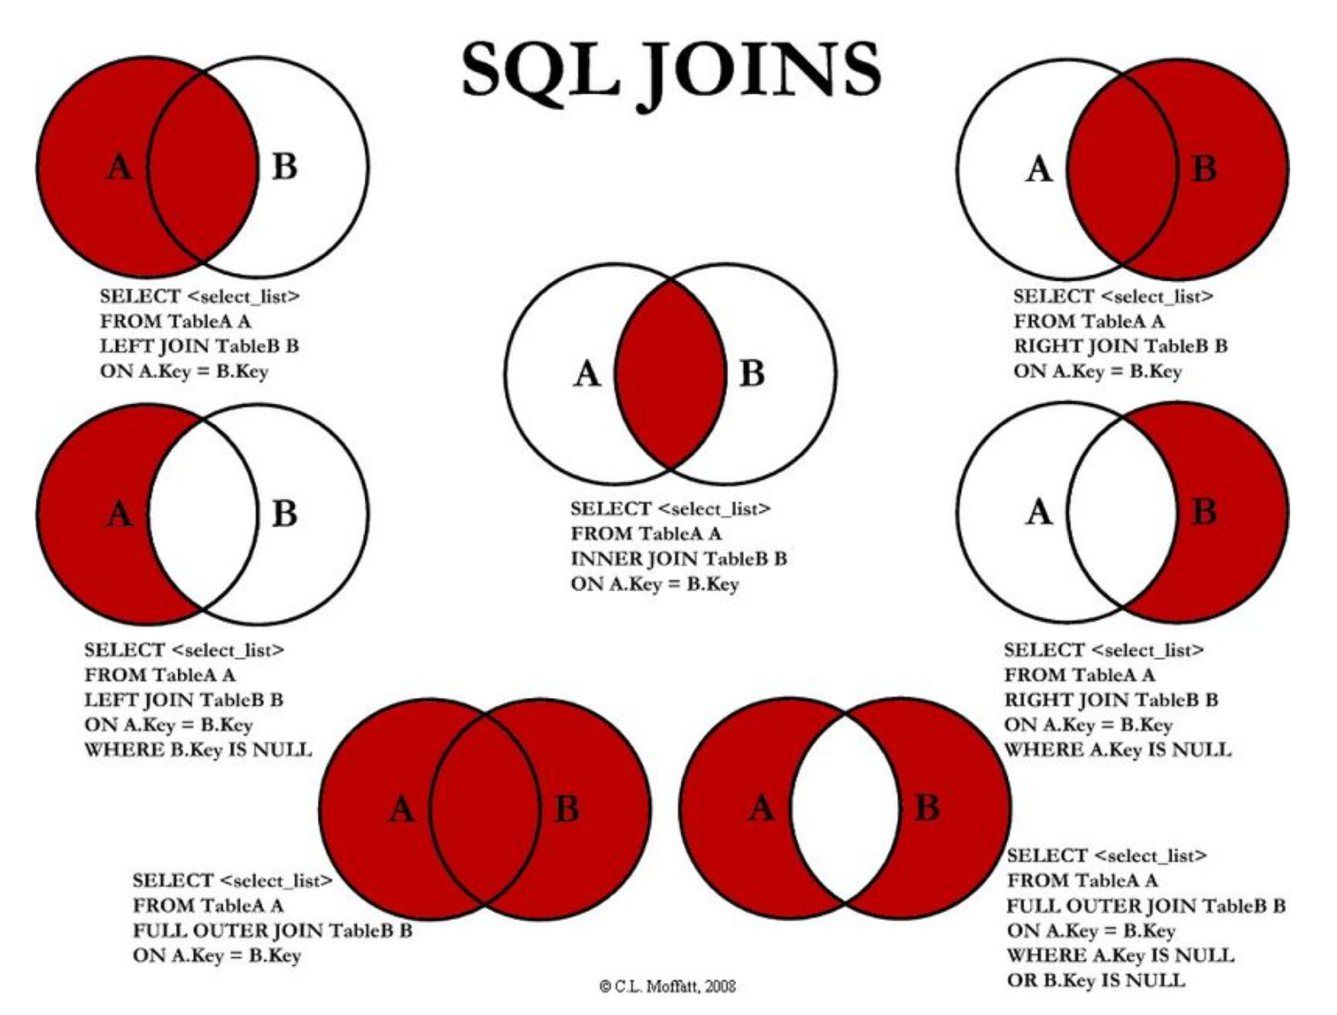 SQL JOINS
A B
SELECT <select_list>
FROM TableA A
LEFT JOIN TableB B
ON A.Key = B.Key
A B
SELECT <select_list>
FROM TableA A
RIGHT JOIN TableB B
ON A.Key = B.Key
A B
SELECT <select_list>
FROM TableA A
INNER JOIN TableB B
ON A.Key = B.Key
A B
SELECT <select_list>
FROM TableA A
LEFT JOIN TableB B
ON A.Key = B.Key
WHERE B.Key IS NULL
A B
SELECT <select_list>
FROM TableA A
RIGHT JOIN TableB B
ON A.Key = B.Key
WHERE A.Key IS NULL
A B
SELECT <select_list>
FROM TableA A
FULL OUTER JOIN TableB B
ON A.Key = B.Key
A B
SELECT <select_list>
FROM TableA A
FULL OUTER JOIN TableB B
ON A.Key = B.Key
WHERE A.Key IS NULL
OR B.Key IS NULL
© C.L. Moffatt, 2008